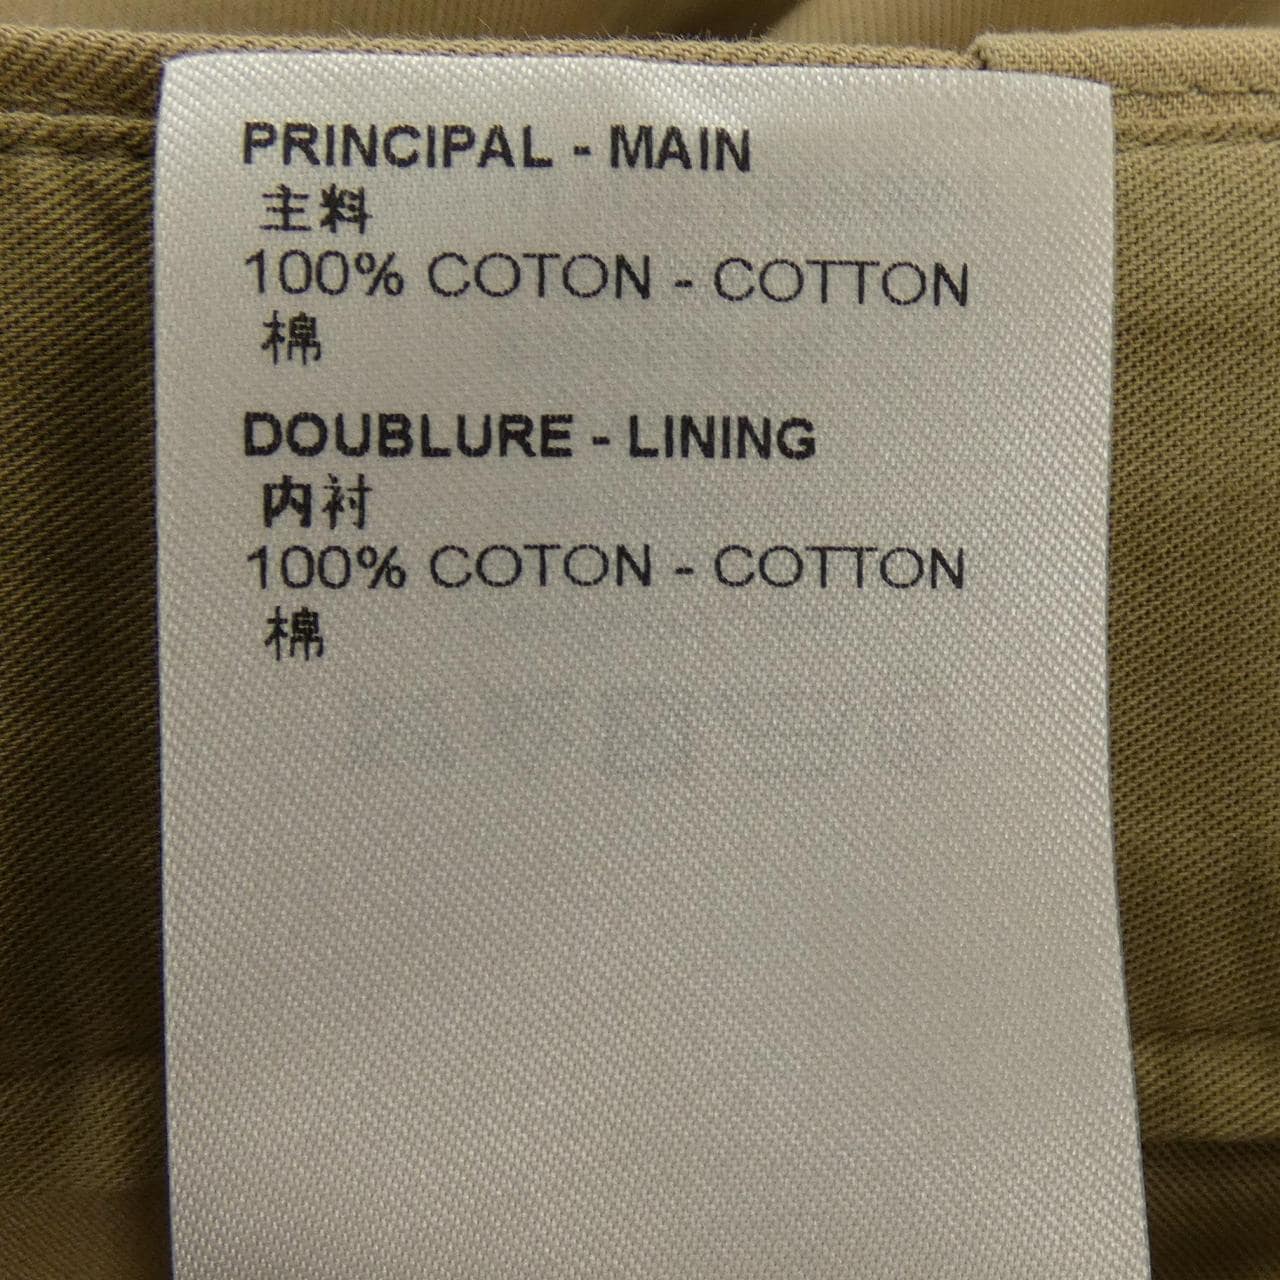 PRINCIPAL - MAIN
主料
100% COTON - COTTON
棉
DOUBLURE - LINING
内衬
100% COTON - COTTON
棉